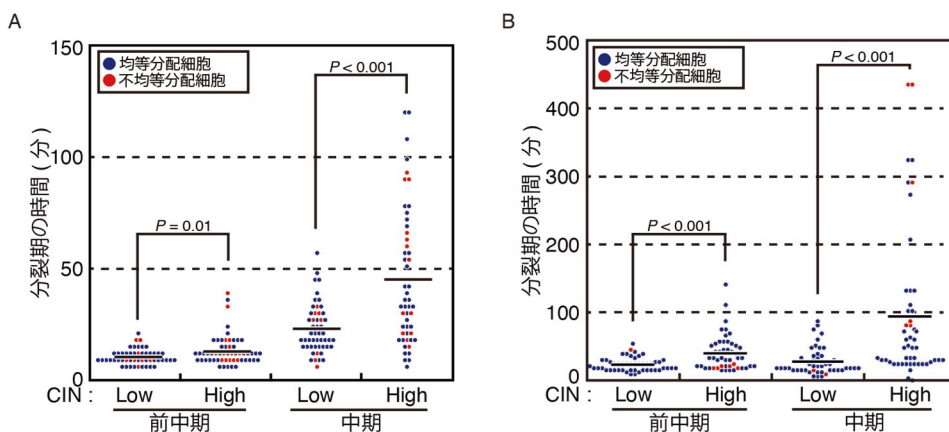 A
分裂期の時間 ( 分 )
150
100
50
0
均等分配細胞
不均等分配細胞
P = 0.01
P < 0.001
CIN :
Low
High
Low
High
前中期
中期
B
分裂期の時間 ( 分 )
500
400
300
200
100
0
均等分配細胞
不均等分配細胞
P < 0.001
P < 0.001
CIN :
Low
High
Low
High
前中期
中期